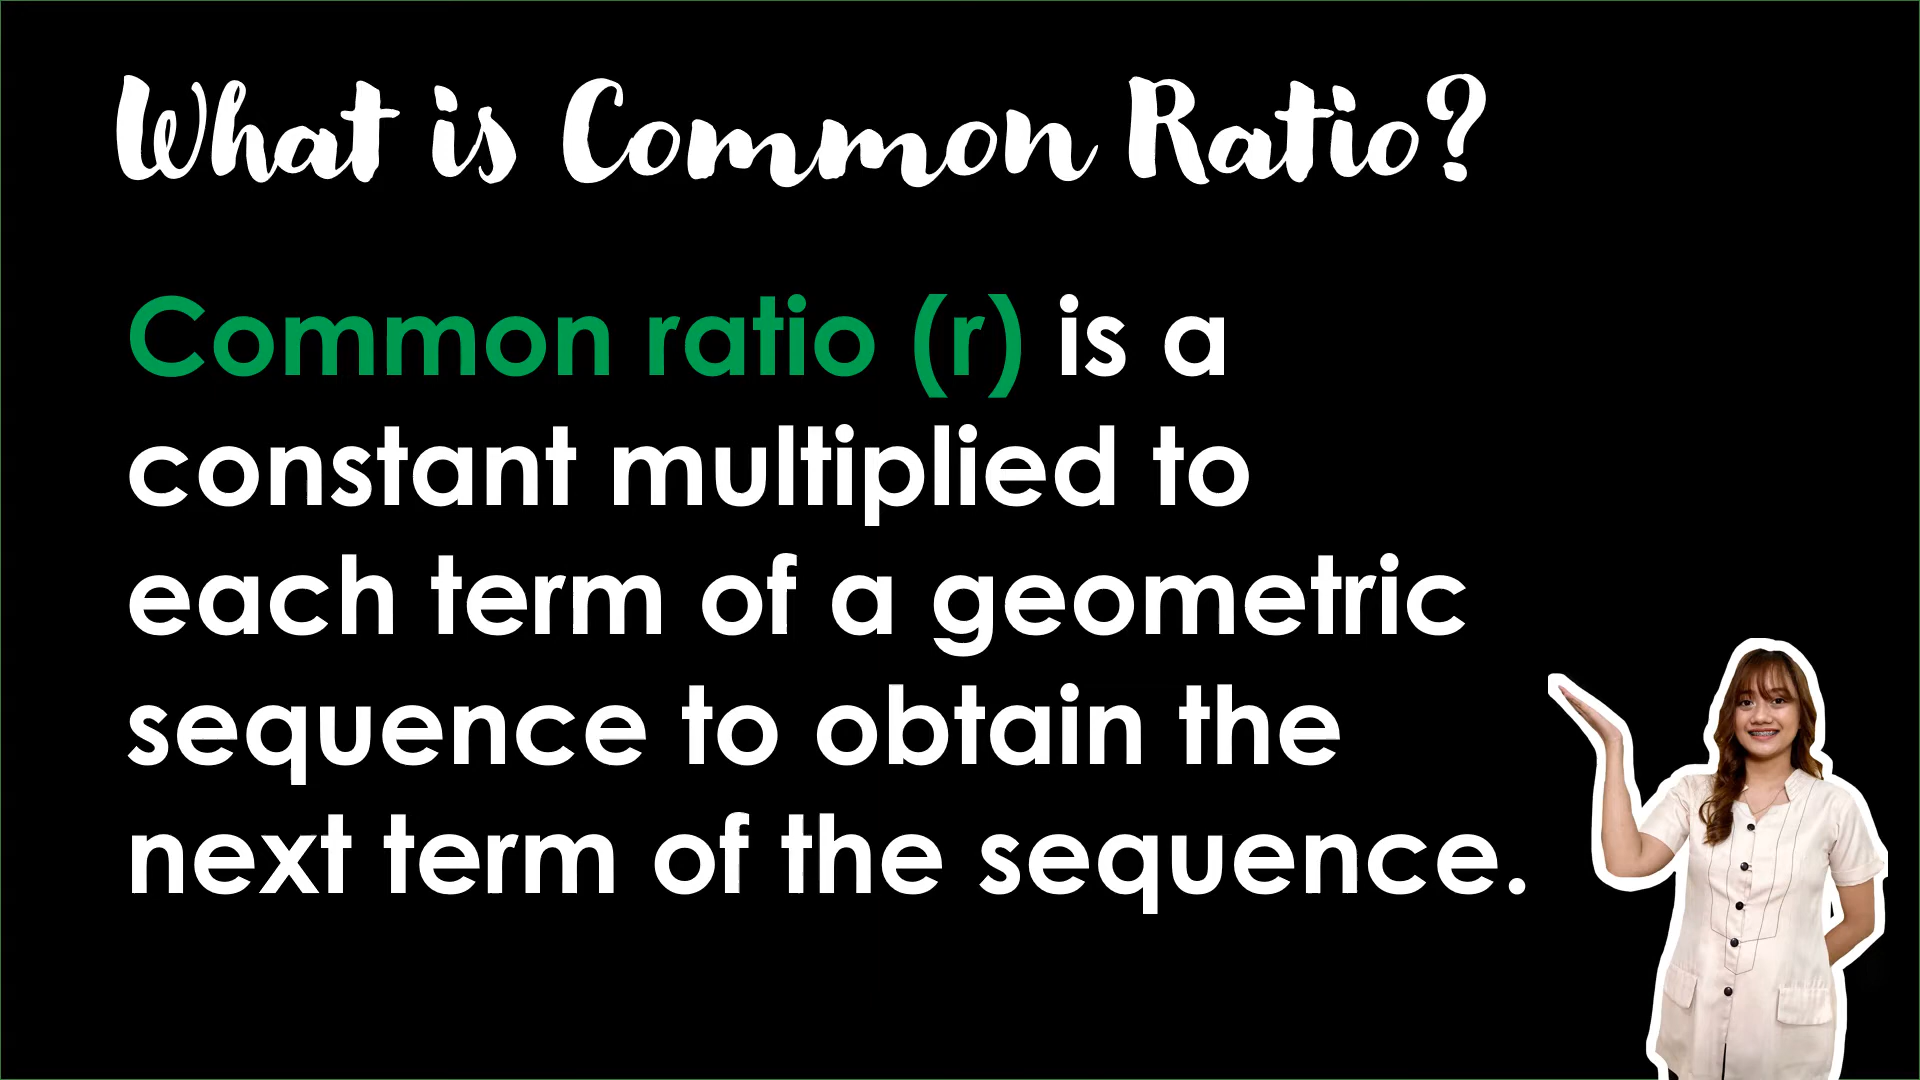 What is Common Ratio?
Common ratio (r) is a
constant multiplied to
each term of a geometric
sequence to obtain the
next term of the sequence.